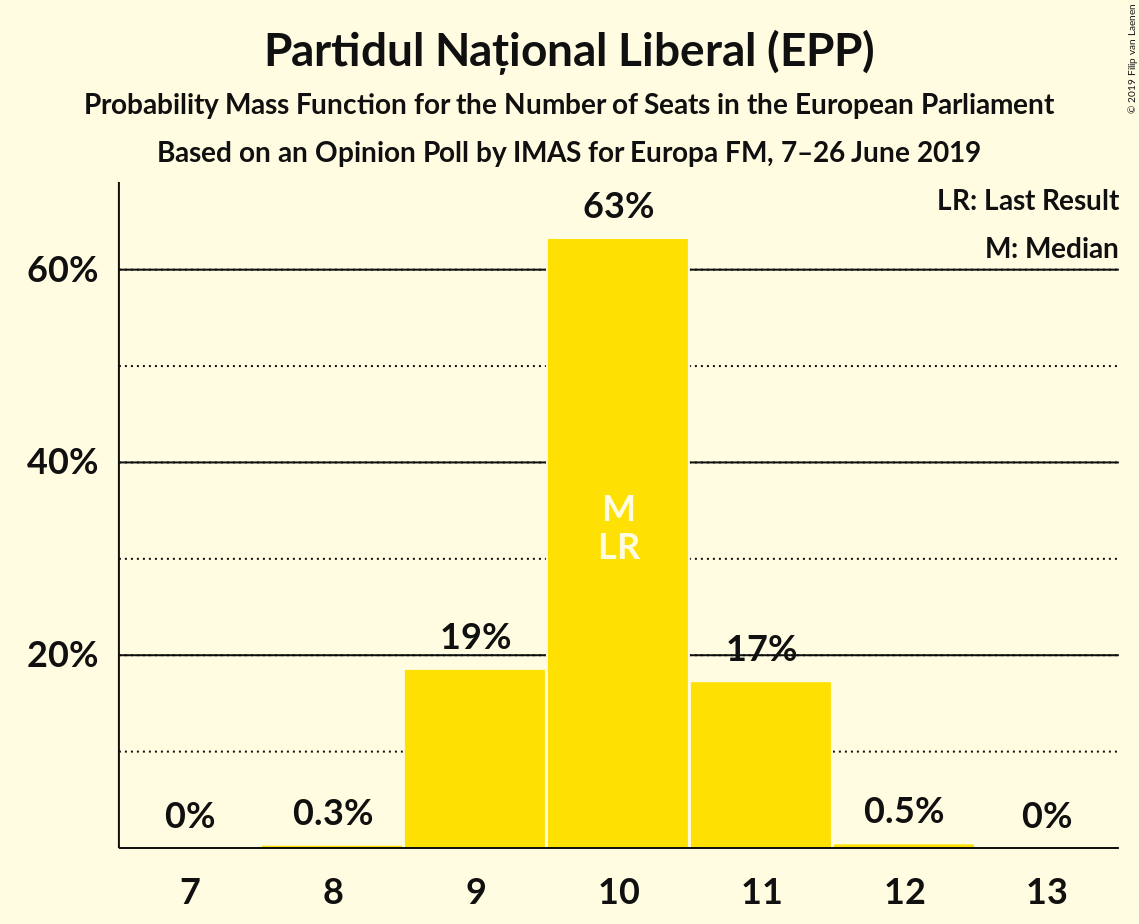 Partidul Național Liberal (EPP)
Probability Mass Function for the Number of Seats in the European Parliament
Based on an Opinion Poll by IMAS for Europa FM, 7–26 June 2019
© 2019 Filip van Laenen
LR: Last Result
M: Median
63%
60%
40%
M
LR
19%
17%
20%
0%
0.3%
0.5%
0%
7
8
9
10
11
12
13